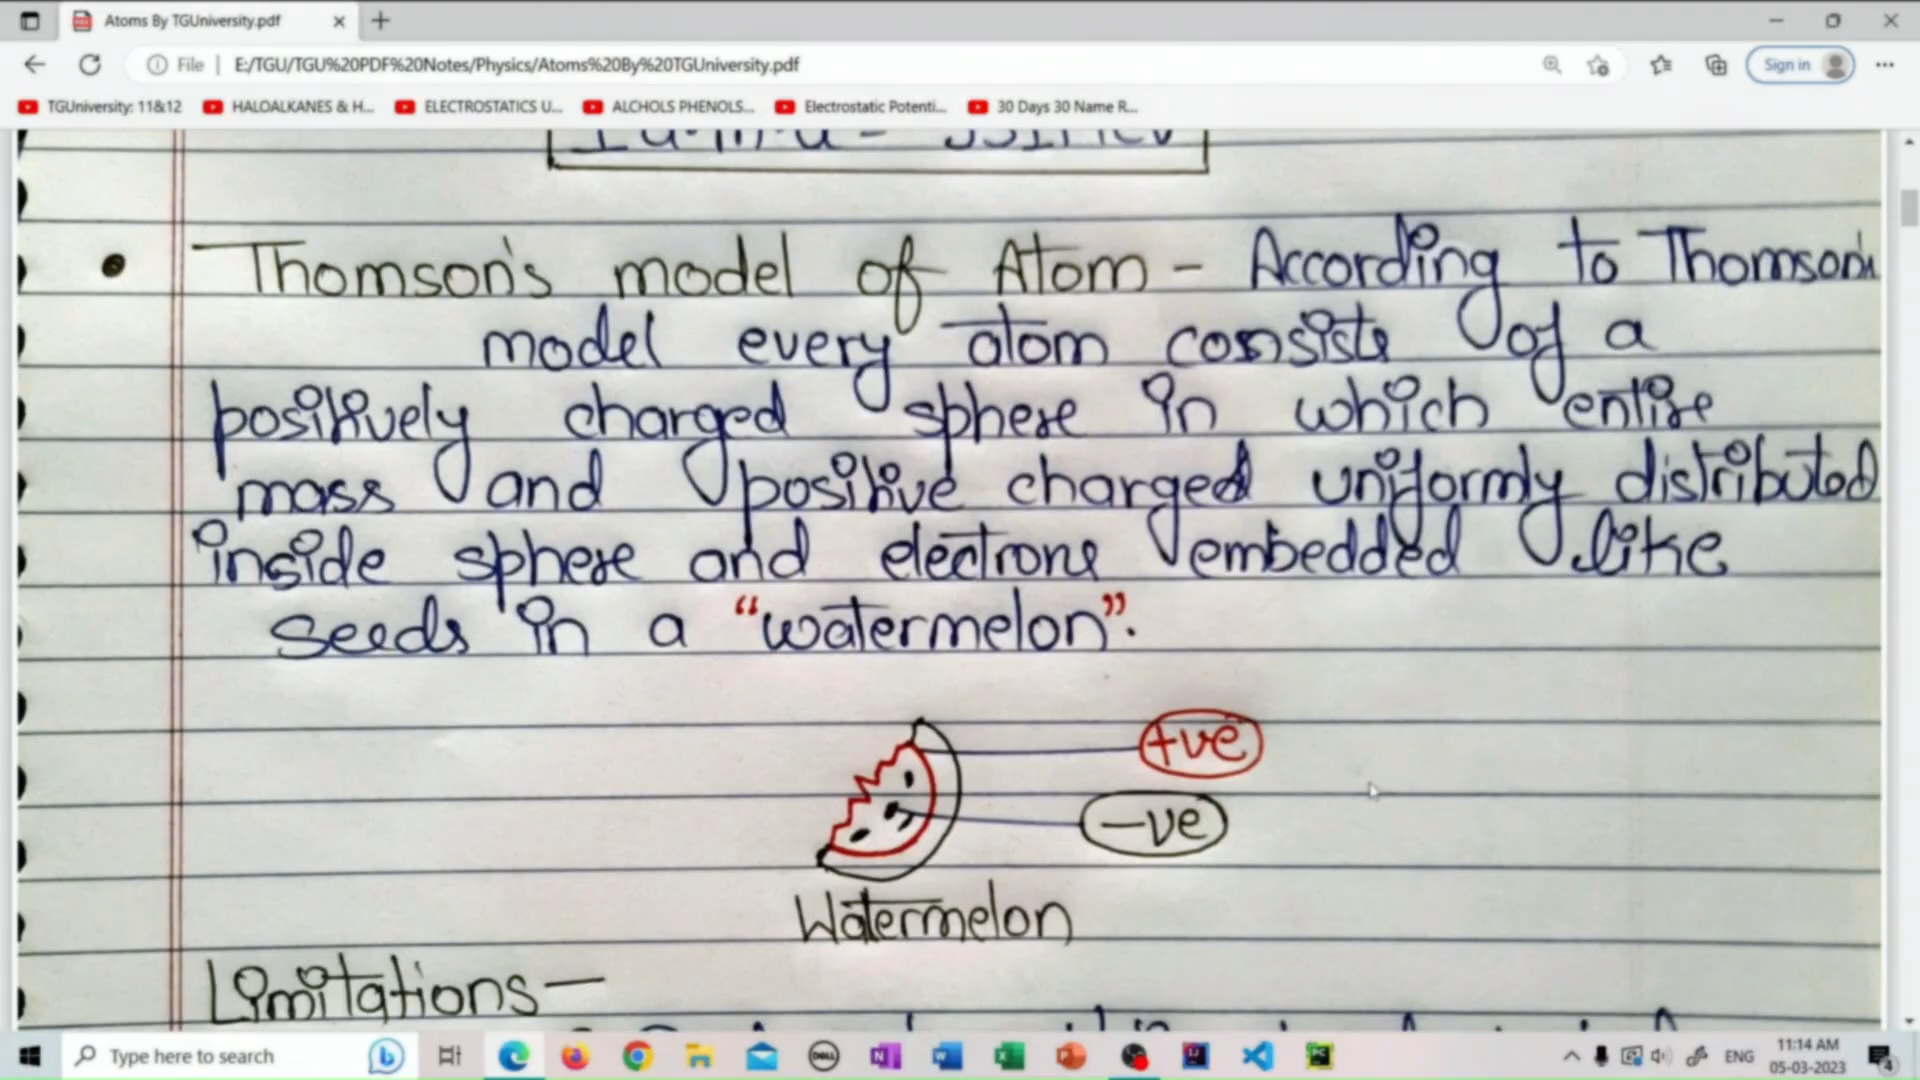 Atoms By TGUniversity.pdf
File | E:/TGU/TGU%20PDF%20Notes/Physics/Atoms%20By%20TGUniversity.pdf
Sign in
TGUniversity: 11&12 HALOALKANES & H... ELECTROSTATICS U... ALCHOLS PHENOLS... Electrostatic Potenti... 30 Days 30 Name R...
• Thomson's model of Atom - According to Thomson's
model every atom consists of a
positively charged sphere in which entire
mass and positive charged uniformly distributed
inside sphere and electrons embedded like
seeds in a "watermelon".
+ve
-ve
Watermelon
Limitations -
Type here to search
DELL
ENG
11:14 AM
05-03-2023
4